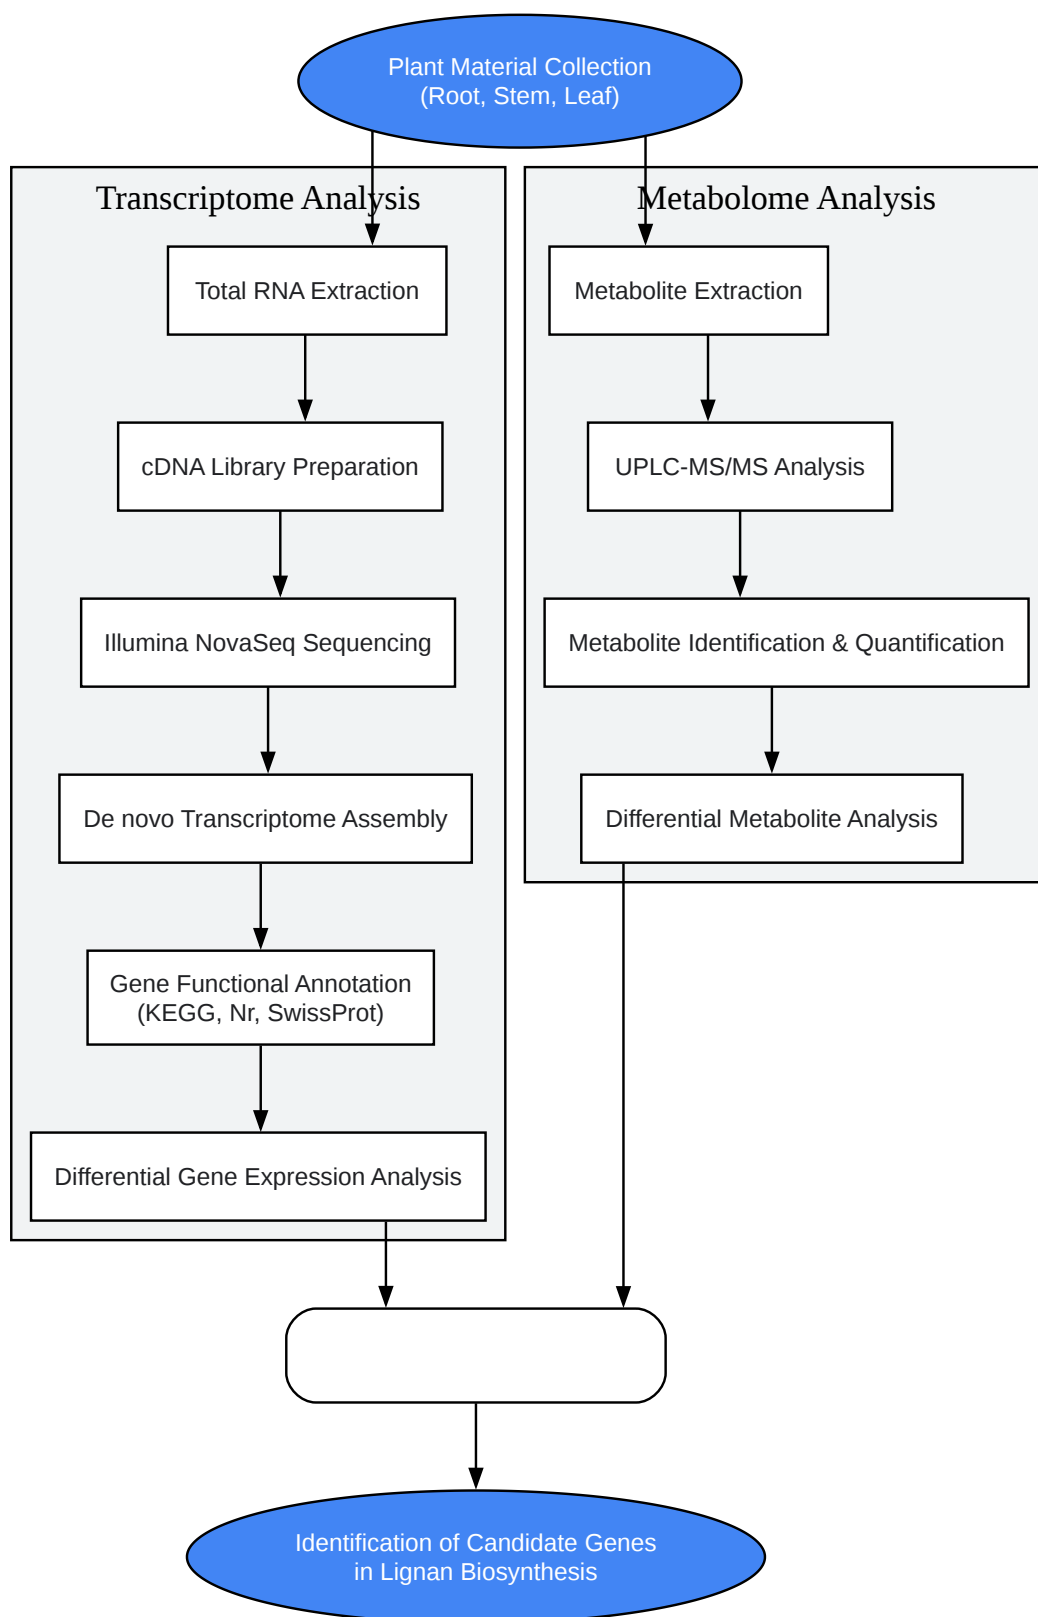 Plant Material Collection
(Root, Stem, Leaf)
Transcriptome Analysis
Total RNA Extraction
cDNA Library Preparation
Illumina NovaSeq Sequencing
De novo Transcriptome Assembly
Gene Functional Annotation
(KEGG, Nr, SwissProt)
Differential Gene Expression Analysis
Metabolome Analysis
Metabolite Extraction
UPLC-MS/MS Analysis
Metabolite Identification & Quantification
Differential Metabolite Analysis
Identification of Candidate Genes
in Lignan Biosynthesis